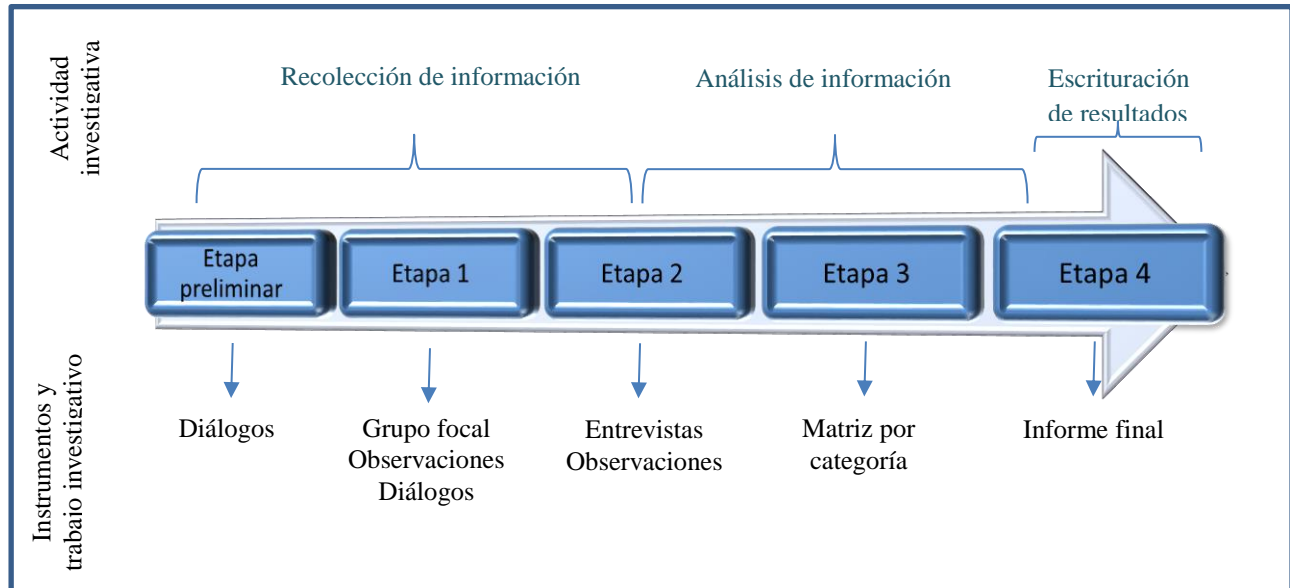 Actividad
investigativa
Recolección de información
Análisis de información
Escrituración
de resultados
Etapa
preliminar
Etapa 1
Etapa 2
Etapa 3
Etapa 4
Instrumentos y
trabajo investigativo
Diálogos
Grupo focal
Observaciones
Diálogos
Entrevistas
Observaciones
Matriz por
categoría
Informe final